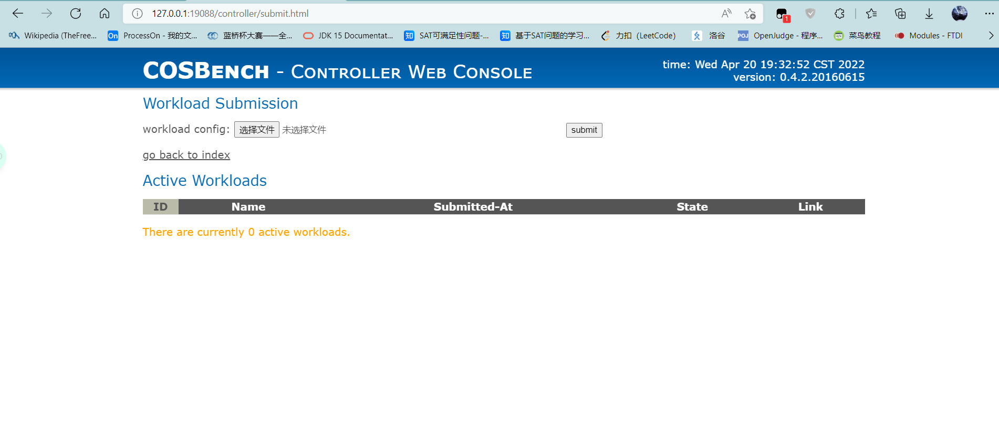 127.0.0.1:19088/controller/submit.html
1
Wikipedia (TheFree... On ProcessOn - 我的文... 蓝桥杯大赛——全... JDK 15 Documentat... 知 SAT可满足性问题-... 知 基于SAT问题的学习... 力扣（LeetCode） 洛谷 POJ OpenJudge - 程序... 菜鸟教程 Modules - FTDI
COSBENCH - CONTROLLER WEB CONSOLE
time: Wed Apr 20 19:32:52 CST 2022
version: 0.4.2.20160615
Workload Submission
workload config: 选择文件 未选择文件 submit
go back to index
Active Workloads
ID Name Submitted-At State Link
There are currently 0 active workloads.